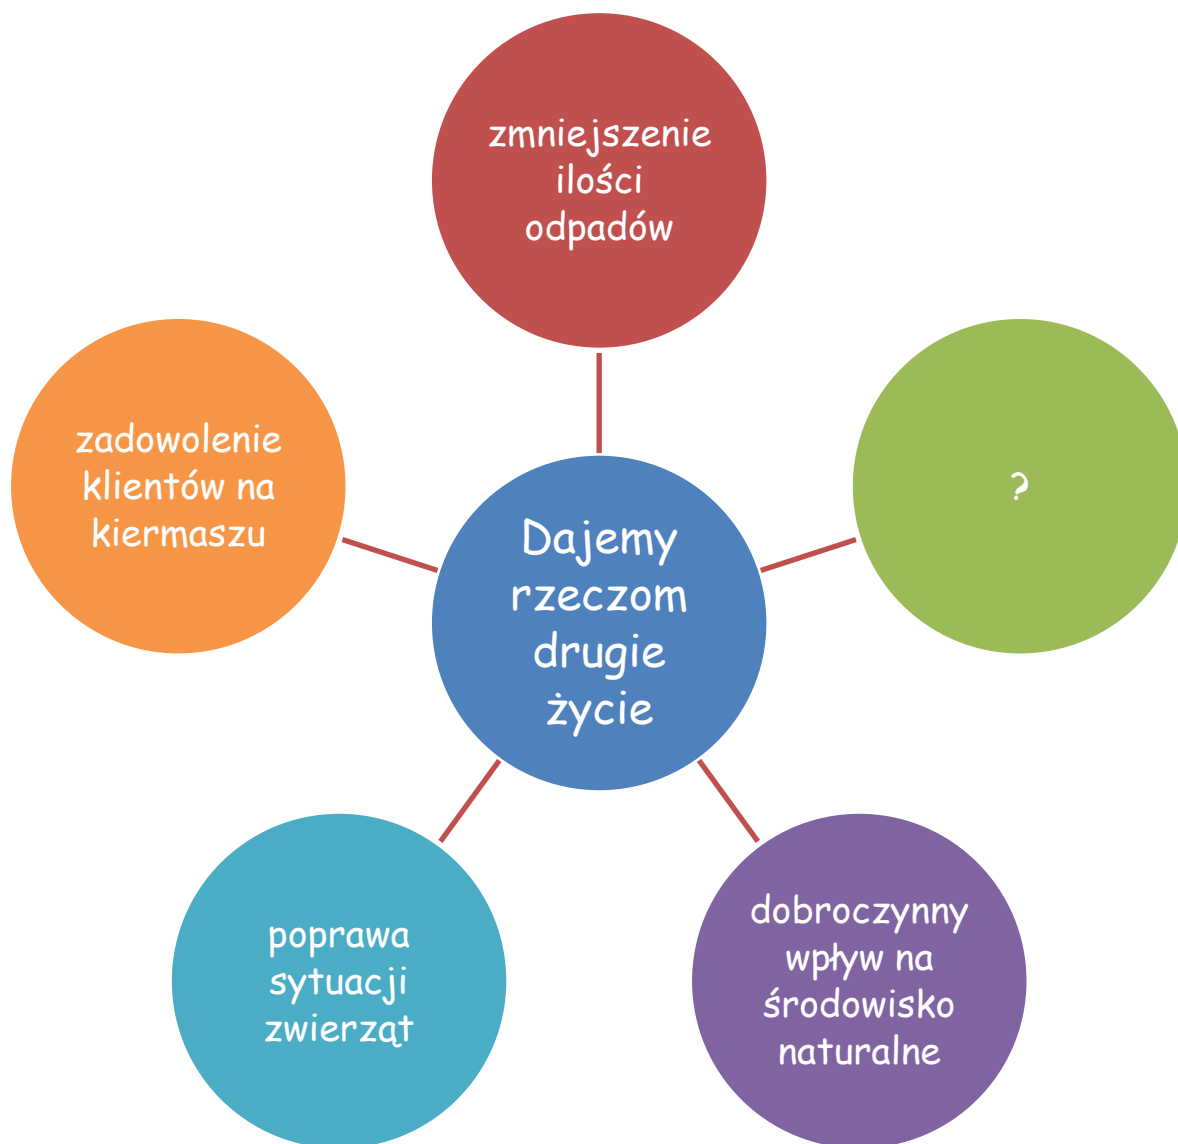 zmniejszenie
ilości
odpadów
zadowolenie
klientów na
kiermaszu
?
Dajemy
rzeczom
drugie
życie
poprawa
sytuacji
zwierząt
dobroczynny
wpływ na
środowisko
naturalne